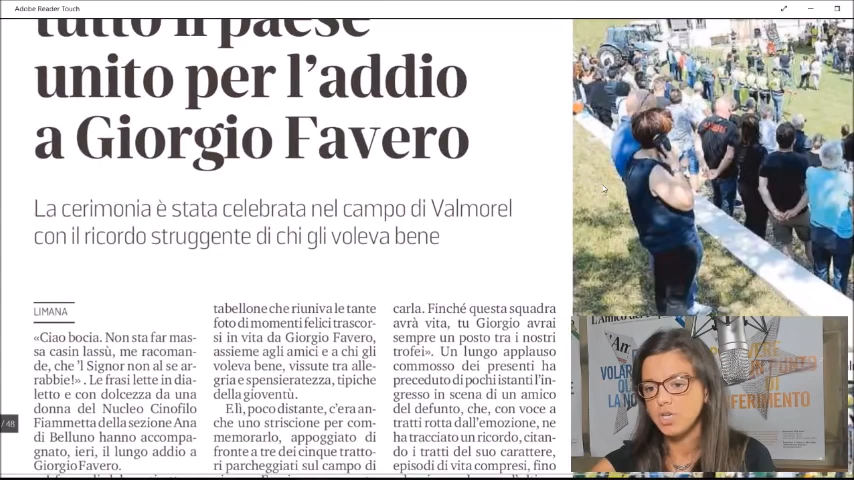 Adobe Reader Touch
tutto il paese
unito per l'addio
a Giorgio Favero
La cerimonia è stata celebrata nel campo di Valmorel
con il ricordo struggente di chi gli voleva bene
LIMANA
«Ciao bocia. Non sta far mas-
sa casin lassù, me racoman-
de, che 'l Signor non al se ar-
rabbie!» . Le frasi lette in dia-
letto e con dolcezza da una
donna del Nucleo Cinofilo
Fiammetta della sezione Ana
di Belluno hanno accompa-
gnato, ieri, il lungo addio a
Giorgio Favero.
tabellone che riuniva le tante
foto di momenti felici trascor-
si in vita da Giorgio Favero,
assieme agli amici e a chi gli
voleva bene, vissute tra alle-
gria e spensieratezza, tipiche
della gioventù.
E lì, poco distante, c'era an-
che uno striscione per com-
memorarlo, appoggiato di
fronte a tre dei cinque tratto-
ri parcheggiati sul campo di
carla. Finché questa squadra
avrà vita, tu Giorgio avrai
sempre un posto tra i nostri
trofei». Un lungo applauso
commosso dei presenti ha
preceduto di pochi istanti l'in-
gresso in scena di un amico
del defunto, che, con voce a
tratti rotta dall'emozione, ne
ha tracciato un ricordo, citan-
do i tratti del suo carattere,
episodi di vita compresi, fino
/ 48
VOLAR
OL
LA NO
DI
FERIMENTO